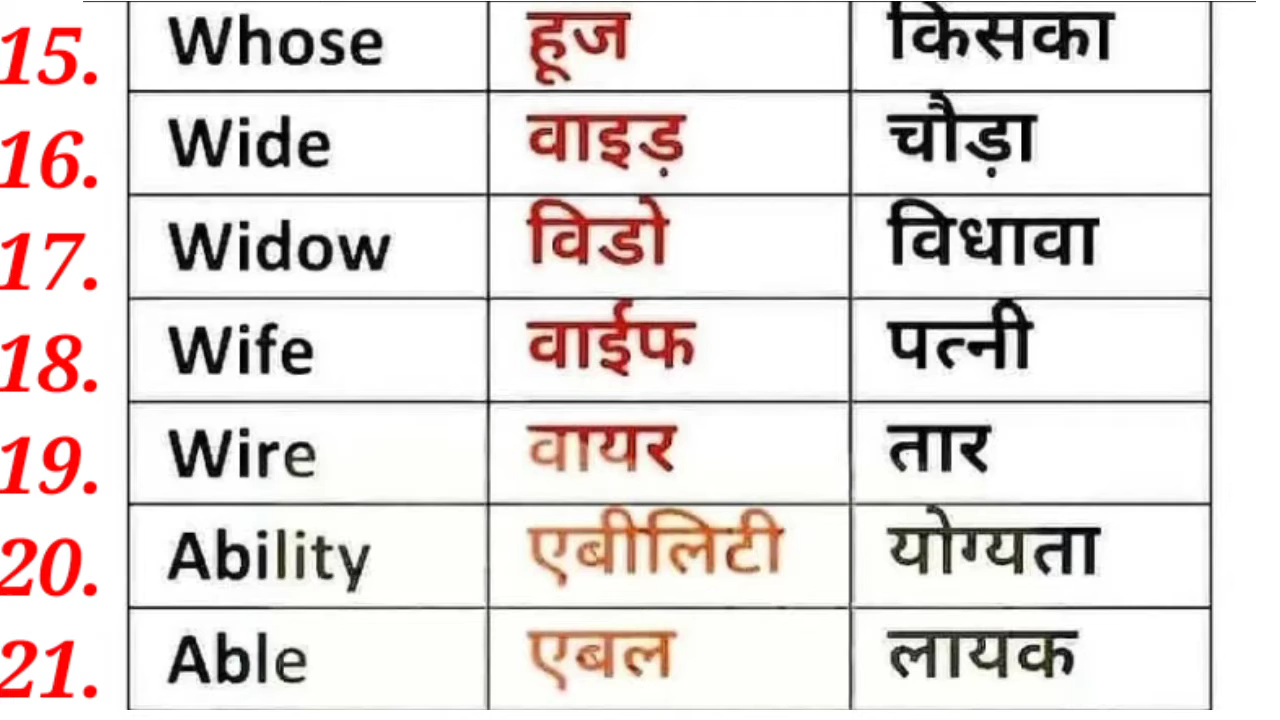 15. Whose हूज किसका
16. Wide वाइड़ चौड़ा
17. Widow विडो विधावा
18. Wife वाईफ पत्नी
19. Wire वायर तार
20. Ability एबीलिटी योग्यता
21. Able एबल लायक